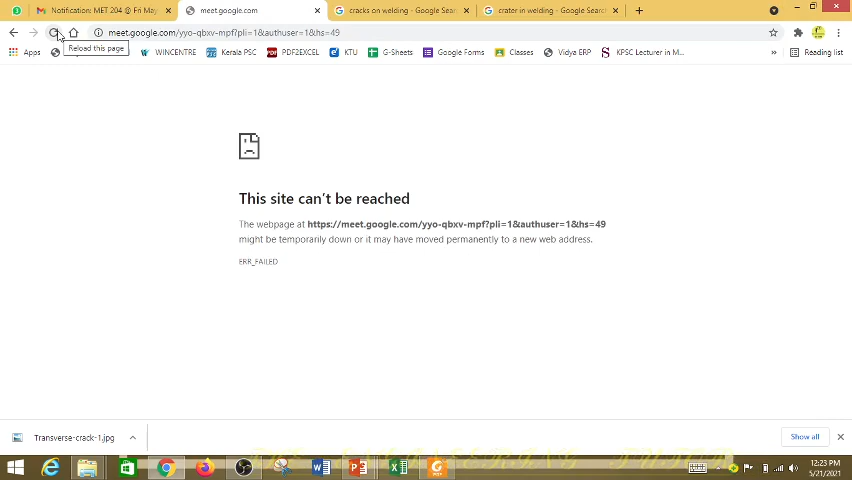 Notification: MET 204 @ Fri May
meet.google.com
cracks on welding - Google Searc
crater in welding - Google Search
meet.google.com/yyo-qbxv-mpf?pli=1&authuser=1&hs=49
Reload this page
Apps
WINCENTRE
Kerala PSC
PDF2EXCEL
KTU
G-Sheets
Google Forms
Classes
Vidya ERP
KPSC Lecturer in M...
»
Reading list
This site can't be reached
The webpage at https://meet.google.com/yyo-qbxv-mpf?pli=1&authuser=1&hs=49
might be temporarily down or it may have moved permanently to a new web address.
ERR_FAILED
Transverse-crack-1.jpg
Show all
12:23 PM
5/21/2021